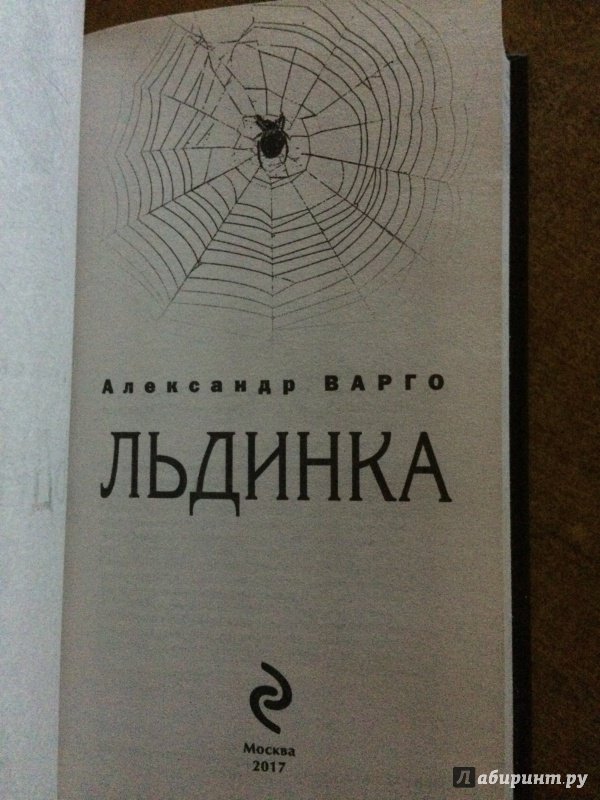 Александр ВАРГО
ЛЬДИНКА
Москва
2017
Лабиринт.ру